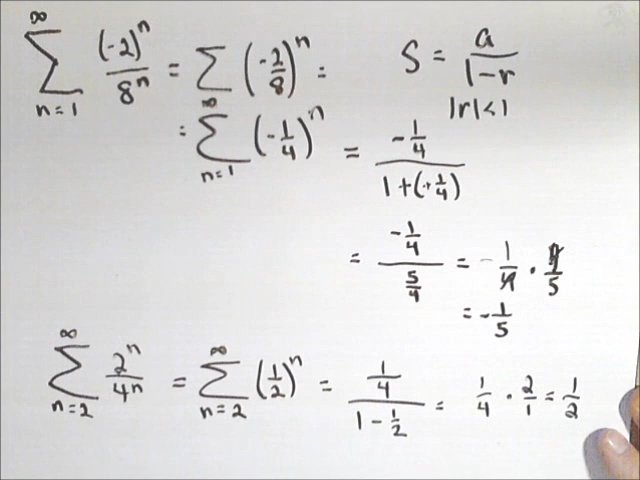 ∞ ∑ n=1 (-2)^n / 8^n = ∑ (-2/8)^n =
S = a / 1-r
|r|<1
= ∞ ∑ n=1 (-1/4)^n = -1/4 / 1+(+1/4)
= -1/4 / 5/4 = -1/4 · 4/5
= -1/5
∞ ∑ n=2 2^n / 4^n = ∞ ∑ n=2 (1/2)^n = 1/4 / 1-1/2 = 1/4 · 2/1 = 1/2